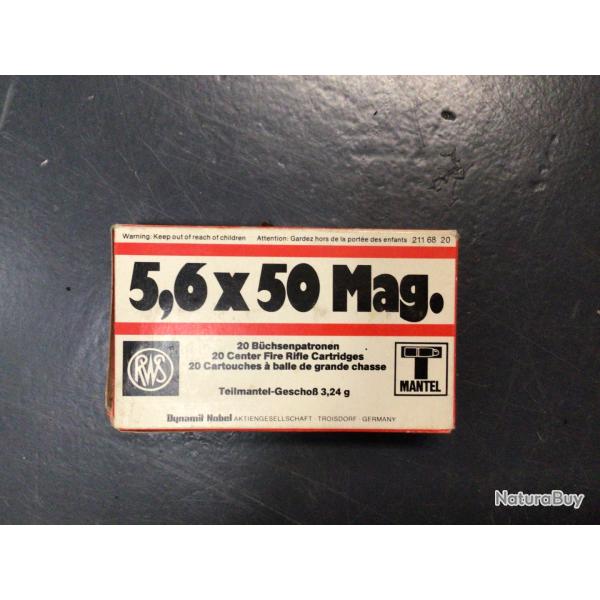 Warning: Keep out of reach of children Attention: Gardez hors de la portée des enfants 211 68 20
5,6 x 50 Mag.
20 Büchsenpatronen
20 Center Fire Rifle Cartridges
20 Cartouches à balle de grande chasse
Teilmantel-Geschoß 3,24 g
RWS
T
MANTEL
Dynamit Nobel AKTIENGESELLSCHAFT · TROISDORF · GERMANY
NaturaBuy